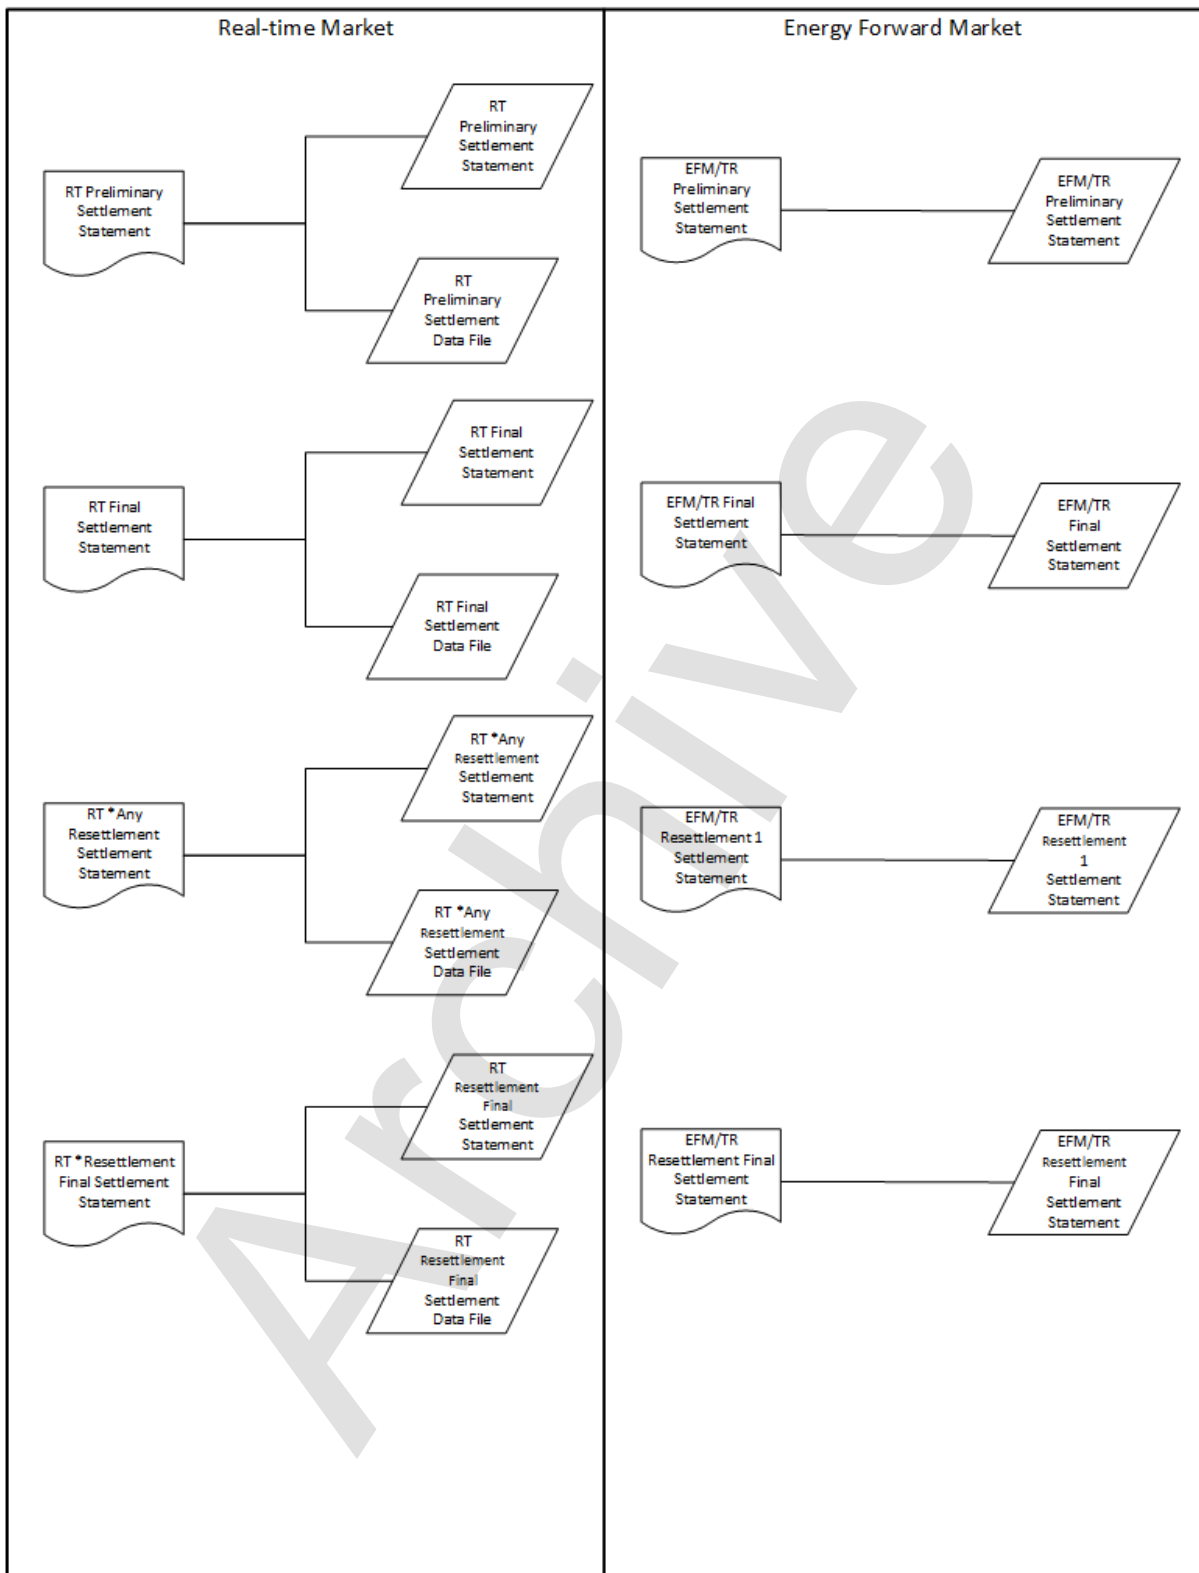 Real-time Market
RT
Preliminary
Settlement
Statement
RT Preliminary
Settlement
Statement
RT
Preliminary
Settlement
Data File
RT Final
Settlement
Statement
RT Final
Settlement
Statement
RT Final
Settlement
Data File
RT *Any
Resettlement
Settlement
Statement
RT *Any
Resettlement
Settlement
Statement
RT *Any
Resettlement
Settlement
Data File
RT
Resettlement
Final
Settlement
Statement
RT *Resettlement
Final Settlement
Statement
RT
Resettlement
Final
Settlement
Data File
Energy Forward Market
EFM/TR
Preliminary
Settlement
Statement
EFM/TR
Preliminary
Settlement
Statement
EFM/TR Final
Settlement
Statement
EFM/TR
Final
Settlement
Statement
EFM/TR
Resettlement 1
Settlement
Statement
EFM/TR
Resettlement
1
Settlement
Statement
EFM/TR
Resettlement Final
Settlement
Statement
EFM/TR
Resettlement
Final
Settlement
Statement
Archive